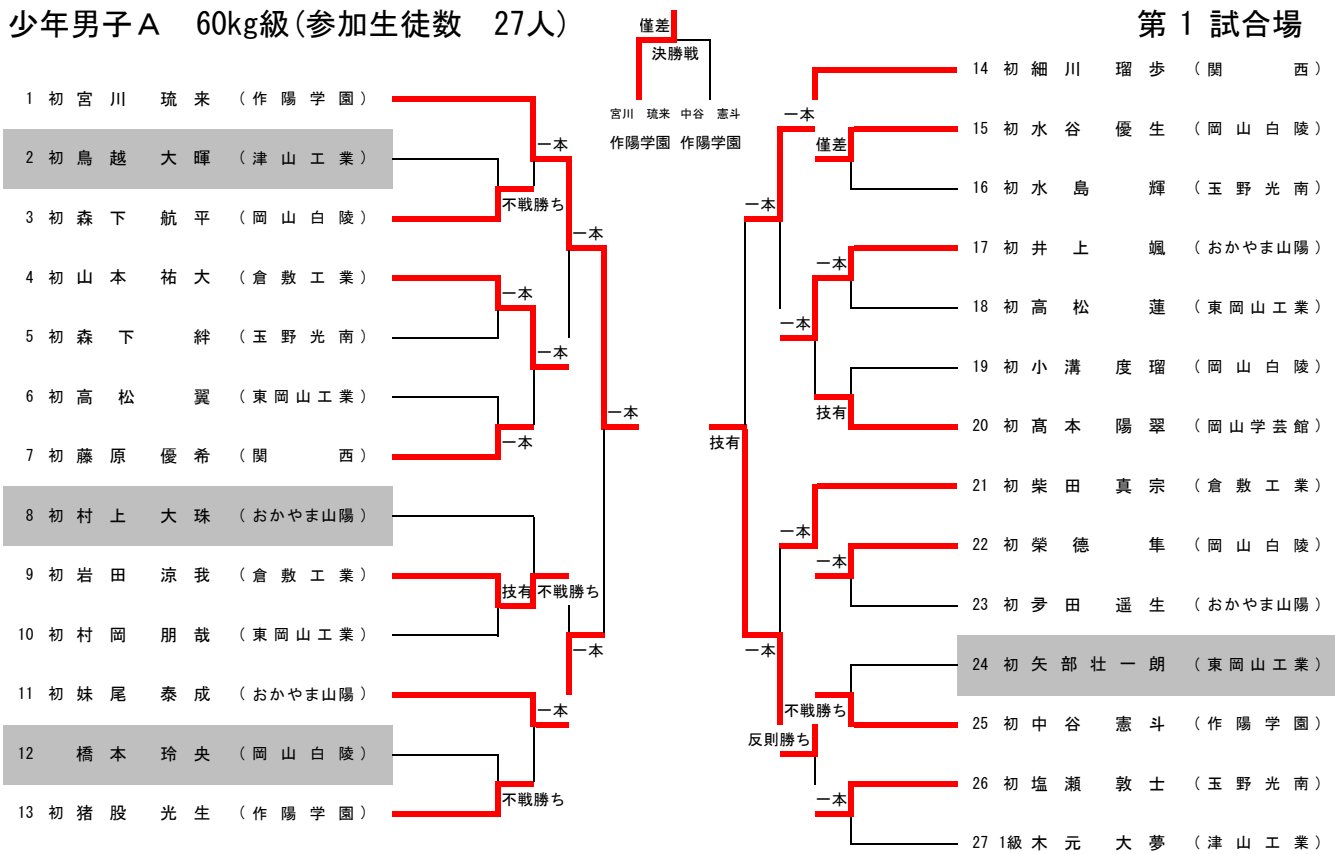 少年男子Ａ　60kg級(参加生徒数　27人)
第 1 試合場
僅差
決勝戦
宮川　琉来 中谷　憲斗
作陽学園 作陽学園
1 初 宮川　琉来 （作陽学園）
2 初 鳥越　大暉 （津山工業）
3 初 森下　航平 （岡山白陵）
4 初 山本　祐大 （倉敷工業）
5 初 森下　絆 （玉野光南）
6 初 高松　翼 （東岡山工業）
7 初 藤原　優希 （関　西）
8 初 村上　大珠 （おかやま山陽）
9 初 岩田　涼我 （倉敷工業）
10 初 村岡　朋哉 （東岡山工業）
11 初 妹尾　泰成 （おかやま山陽）
12 橋本　玲央 （岡山白陵）
13 初 猪股　光生 （作陽学園）
一本
不戦勝ち
一本
一本
一本
一本
一本
技有 不戦勝ち
一本
一本
不戦勝ち
14 初 細川　瑠歩 （関　西）
15 初 水谷　優生 （岡山白陵）
16 初 水島　輝 （玉野光南）
17 初 井上　颯 （おかやま山陽）
18 初 高松　蓮 （東岡山工業）
19 初 小溝　度瑠 （岡山白陵）
20 初 髙本　陽翠 （岡山学芸館）
21 初 柴田　真宗 （倉敷工業）
22 初 榮德　隼 （岡山白陵）
23 初 　田　遥生 （おかやま山陽）
24 初 矢部　壮一朗 （東岡山工業）
25 初 中谷　憲斗 （作陽学園）
26 初 塩瀬　敦士 （玉野光南）
27 1級 木元　大夢 （津山工業）
一本
僅差
一本
一本
一本
技有
技有
一本
一本
一本
不戦勝ち
反則勝ち
一本